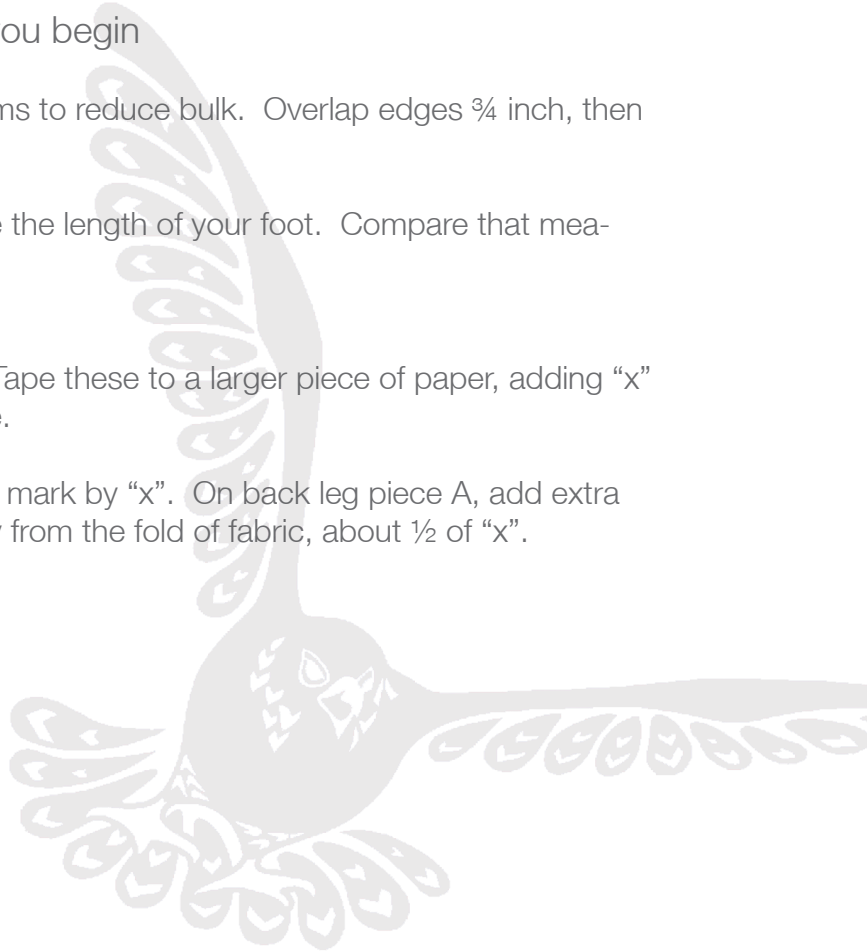 ou begin
ms to reduce bulk.  Overlap edges ¾ inch, then
e the length of your foot.  Compare that mea-
Tape these to a larger piece of paper, adding “x”
e.
mark by “x”.  On back leg piece A, add extra
from the fold of fabric, about ½ of “x”.